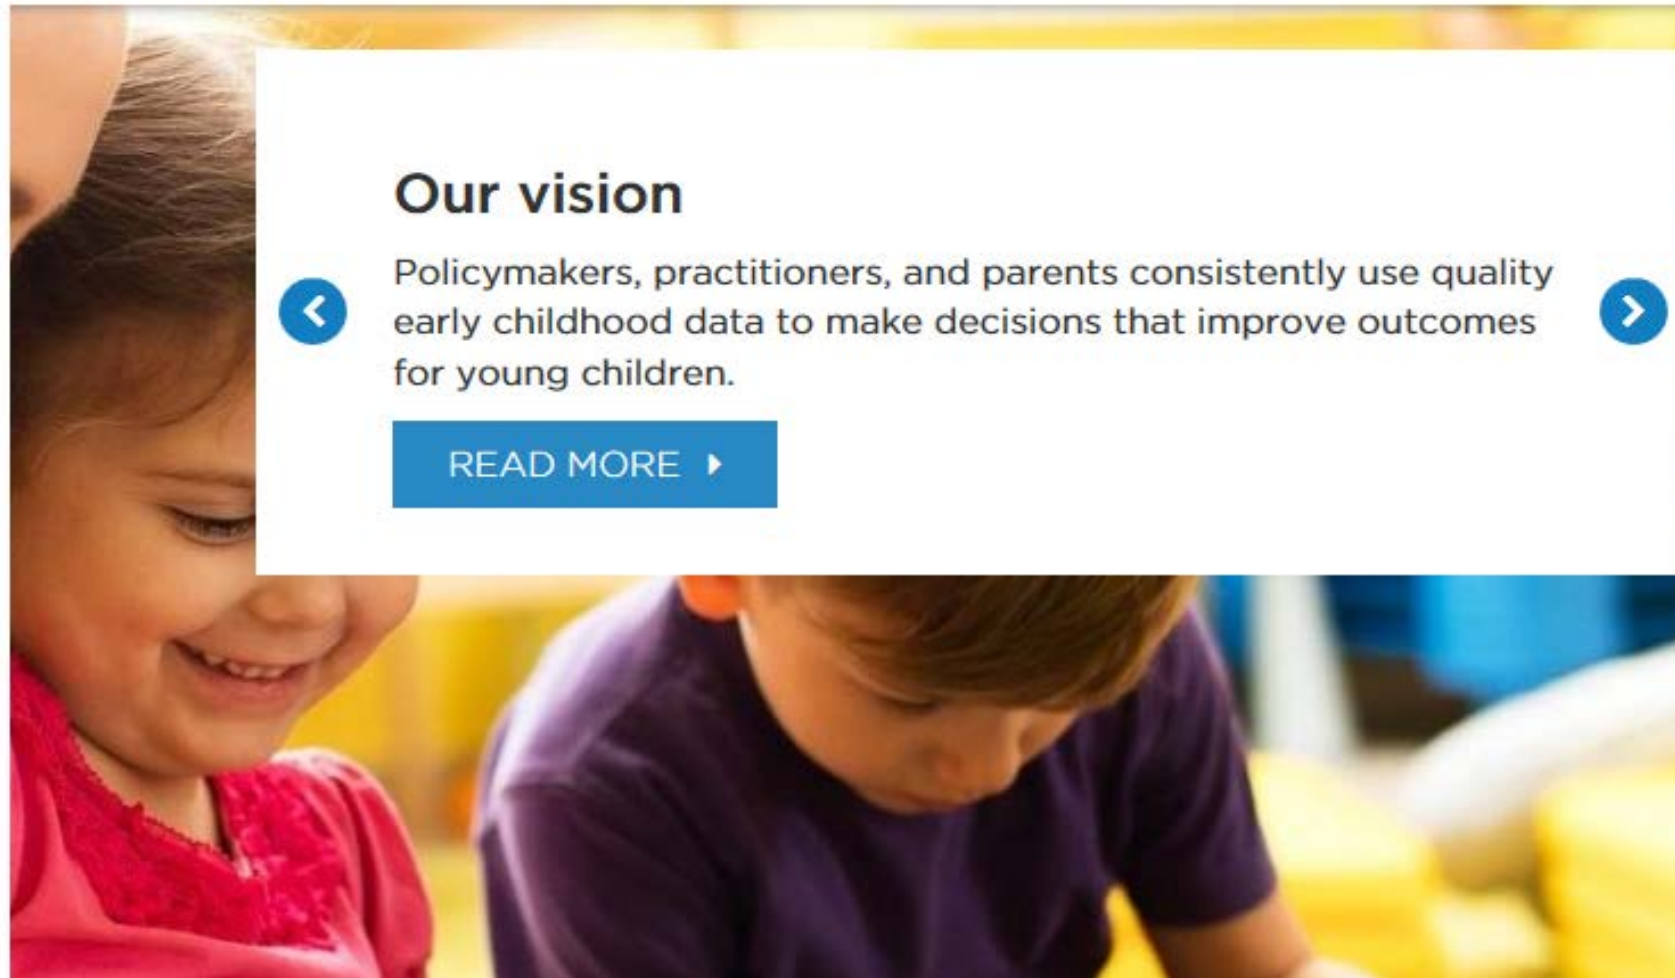 Our vision
Policymakers, practitioners, and parents consistently use quality
early childhood data to make decisions that improve outcomes
for young children.
READ MORE